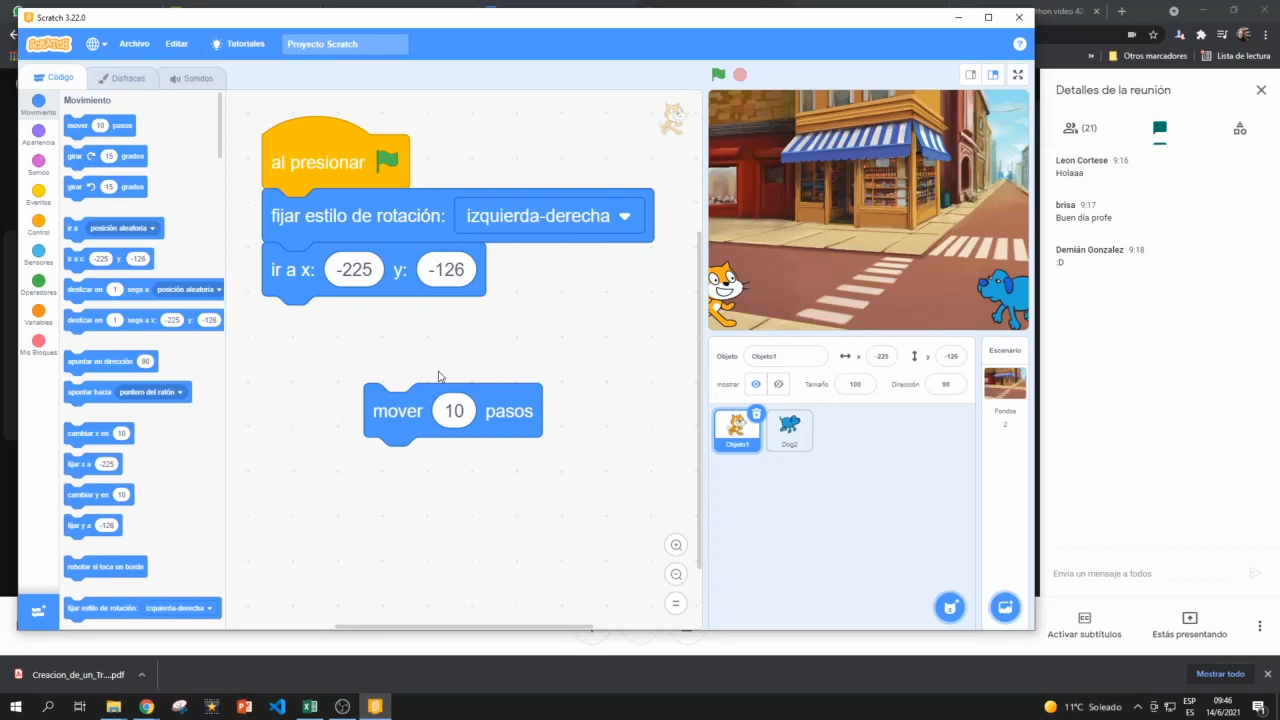 Scratch 3.22.0
SCRATCH
Archivo
Editar
Tutoriales
Proyecto Scratch
?
Código
Disfraces
Sonidos
Movimiento
Apariencia
Sonido
Eventos
Control
Sensores
Operadores
Variables
Mis Bloques
Movimiento
mover 10 pasos
girar 15 grados
girar 15 grados
ir a posición aleatoria
ir a x: -225 y: -126
deslizar en 1 segs a posición aleatoria
deslizar en 1 segs a x: -225 y: -126
apuntar en dirección 90
apuntar hacia puntero del ratón
cambiar x en 10
fijar x a -225
cambiar y en 10
fijar y a -126
rebotar si toca un borde
fijar estilo de rotación: izquierda-derecha
al presionar
fijar estilo de rotación: izquierda-derecha
ir a x: -225 y: -126
mover 10 pasos
Objeto Objeto1 x -225 y -126
mostrar Tamaño 100 Dirección 90
Objeto1
Dog2
Escenario
Fondos
2
python video 43
» Otros marcadores Lista de lectura
Detalles de la reunión
(21)
Leon Cortese 9:16
Holaaa
brisa 9:17
Buen día profe
Demián Gonzalez 9:18
:D
Envía un mensaje a todos
Activar subtítulos
Estás presentando
Creacion_de_un_Tr....pdf
Mostrar todo
11°C Soleado
ESP
ES
09:46
14/6/2021
1